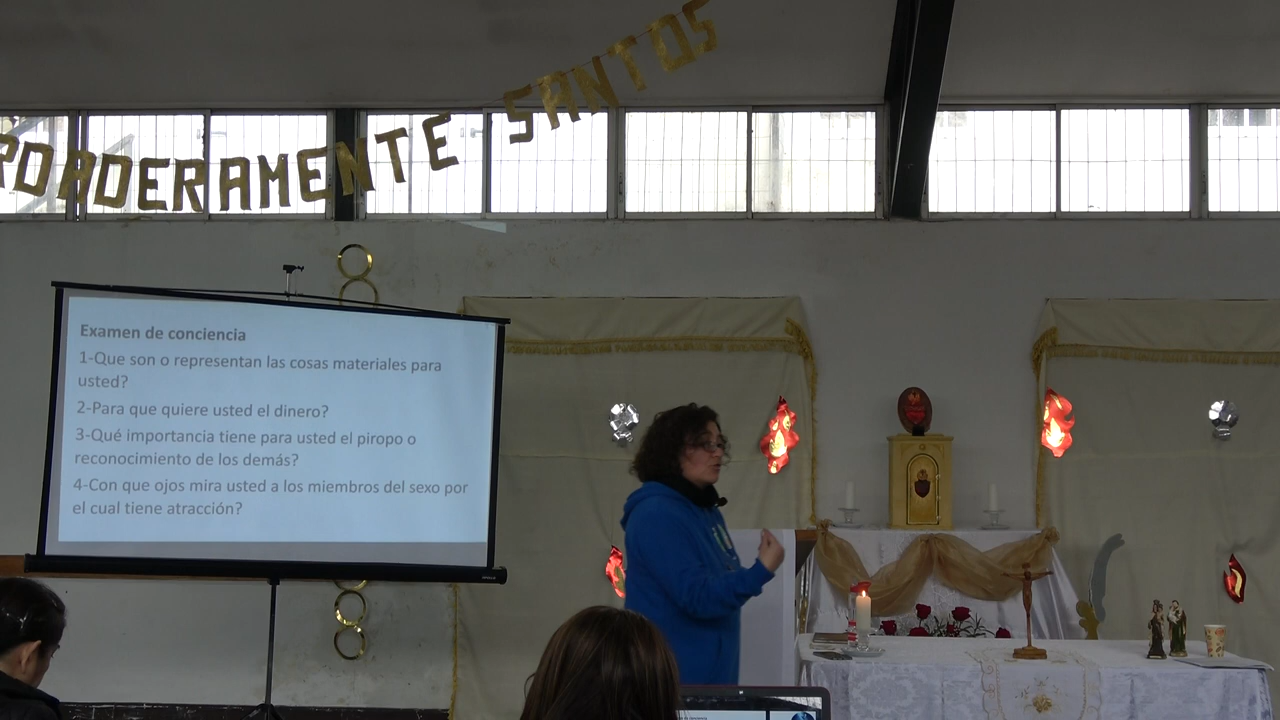 PODORDERAMENTE SANTOS
Examen de conciencia
1-Que son o representan las cosas materiales para
usted?
2-Para que quiere usted el dinero?
3-Qué importancia tiene para usted el piropo o
reconocimiento de los demás?
4-Con que ojos mira usted a los miembros del sexo por
el cual tiene atracción?